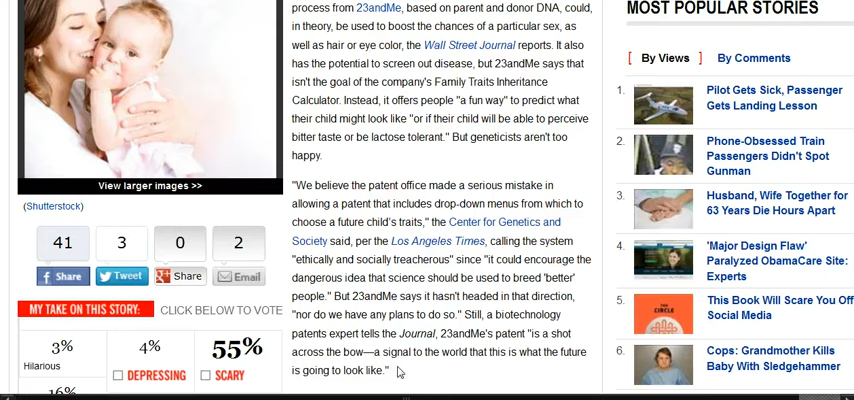 process from 23andMe, based on parent and donor DNA, could,
in theory, be used to boost the chances of a particular sex, as
well as hair or eye color, the Wall Street Journal reports. It also
has the potential to screen out disease, but 23andMe says that
isn't the goal of the company's Family Traits Inheritance
Calculator. Instead, it offers people "a fun way" to predict what
their child might look like "or if their child will be able to perceive
bitter taste or be lactose tolerant." But geneticists aren't too
happy.
"We believe the patent office made a serious mistake in
allowing a patent that includes drop-down menus from which to
choose a future child's traits," the Center for Genetics and
Society said, per the Los Angeles Times, calling the system
"ethically and socially treacherous" since "it could encourage the
dangerous idea that science should be used to breed 'better'
people." But 23andMe says it hasn't headed in that direction,
"nor do we have any plans to do so." Still, a biotechnology
patents expert tells the Journal, 23andMe's patent "is a shot
across the bow—a signal to the world that this is what the future
is going to look like."
View larger images >>
(Shutterstock)
41 3 0 2
Share Tweet Share Email
MY TAKE ON THIS STORY: CLICK BELOW TO VOTE
3%
Hilarious
4%
DEPRESSING
55%
SCARY
16%
MOST POPULAR STORIES
[ By Views ] By Comments
1. Pilot Gets Sick, Passenger
Gets Landing Lesson
2. Phone-Obsessed Train
Passengers Didn't Spot
Gunman
3. Husband, Wife Together for
63 Years Die Hours Apart
4. 'Major Design Flaw'
Paralyzed ObamaCare Site:
Experts
5. This Book Will Scare You Off
Social Media
THE
CIRCLE
6. Cops: Grandmother Kills
Baby With Sledgehammer